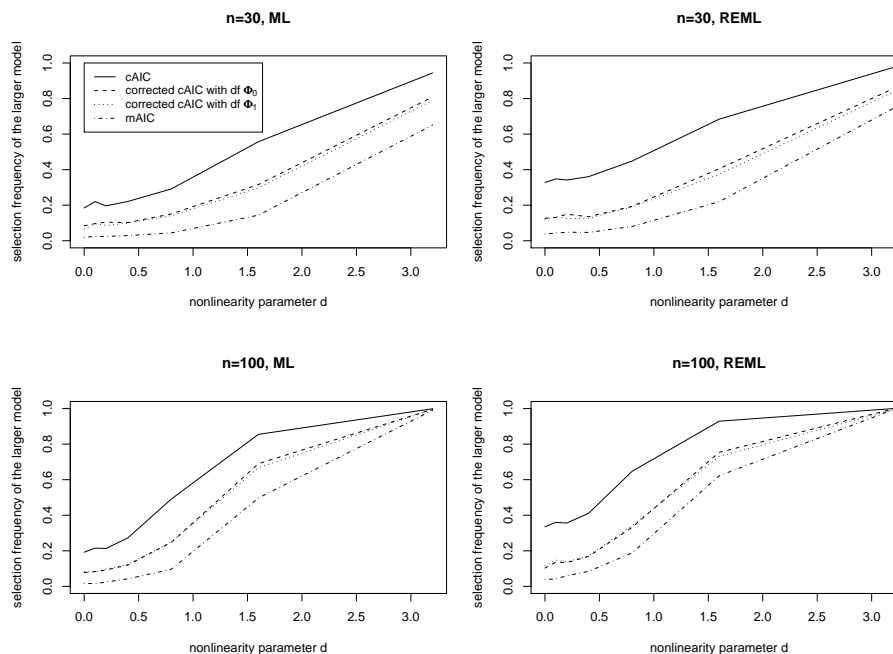 n=30, ML
selection frequency of the larger model
0.0 0.2 0.4 0.6 0.8 1.0
cAIC
corrected cAIC with df Φ0
corrected cAIC with df Φ1
mAIC
0.0 0.5 1.0 1.5 2.0 2.5 3.0
nonlinearity parameter d
n=30, REML
selection frequency of the larger model
0.0 0.2 0.4 0.6 0.8 1.0
0.0 0.5 1.0 1.5 2.0 2.5 3.0
nonlinearity parameter d
n=100, ML
selection frequency of the larger model
0.0 0.2 0.4 0.6 0.8 1.0
0.0 0.5 1.0 1.5 2.0 2.5 3.0
nonlinearity parameter d
n=100, REML
selection frequency of the larger model
0.0 0.2 0.4 0.6 0.8 1.0
0.0 0.5 1.0 1.5 2.0 2.5 3.0
nonlinearity parameter d